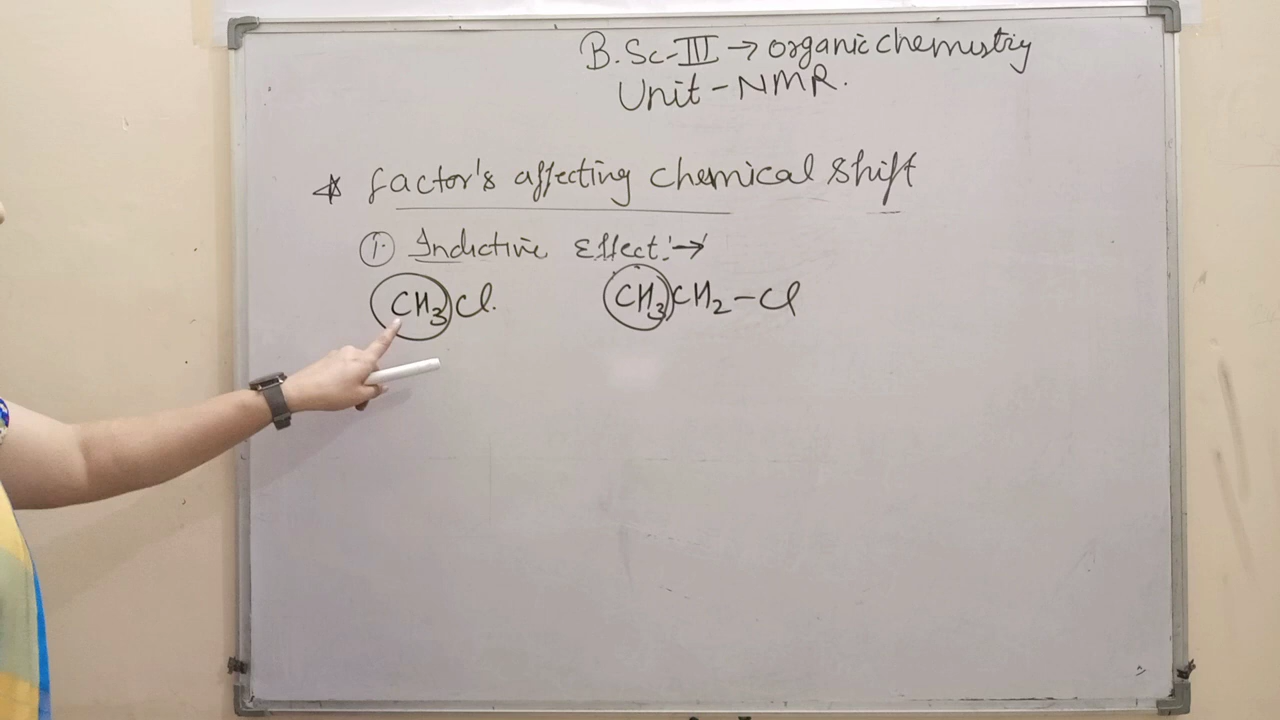 B.Sc-III → organic chemistry
Unit - NMR.
* factor's affecting chemical shift
① Inductive Effect:→
CH₃Cl. CH₃CH₂-Cl